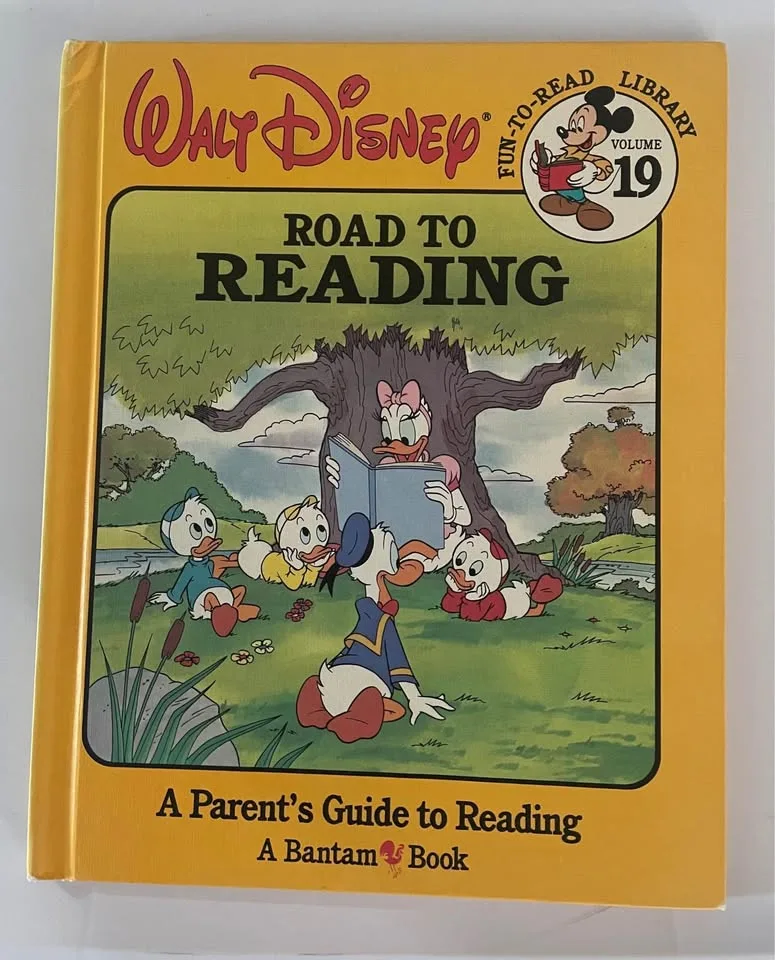 WALT DISNEY®
FUN-TO-READ LIBRARY
VOLUME
19
ROAD TO
READING
A Parent's Guide to Reading
A Bantam Book